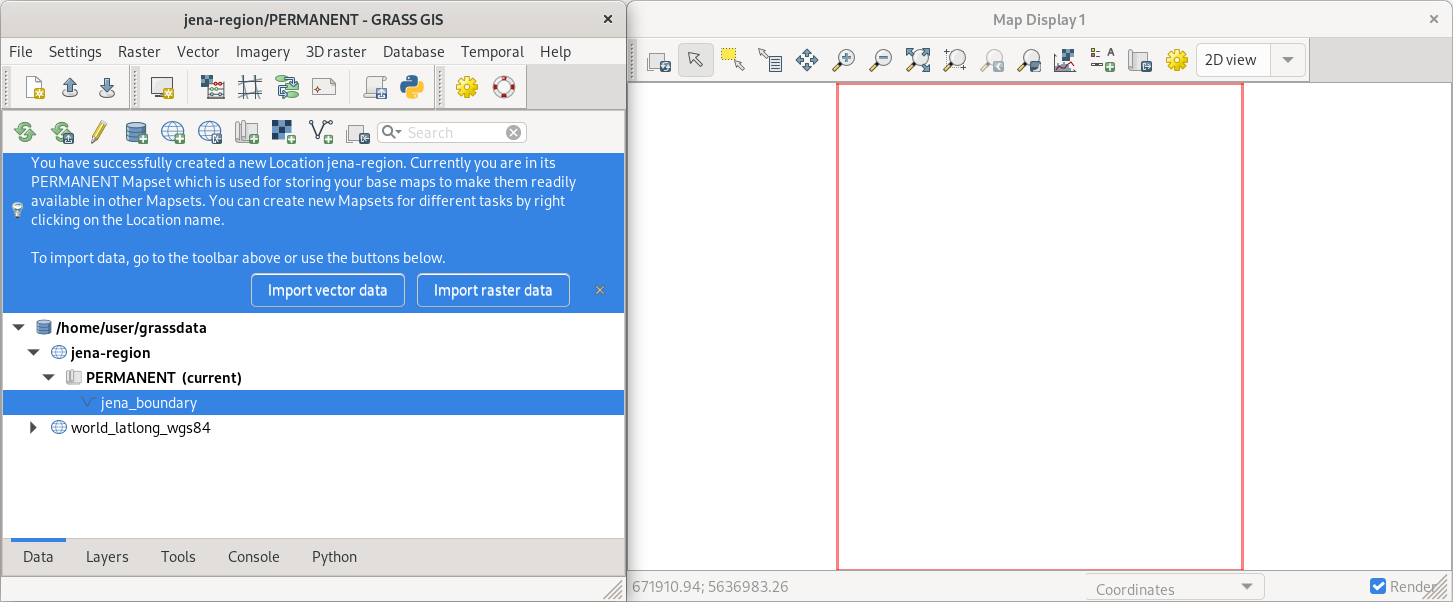 jena-region/PERMANENT - GRASS GIS
Map Display 1
File Settings Raster Vector Imagery 3D raster Database Temporal Help
2D view
Search
You have successfully created a new Location jena-region. Currently you are in its
PERMANENT Mapset which is used for storing your base maps to make them readily
available in other Mapsets. You can create new Mapsets for different tasks by right
clicking on the Location name.
To import data, go to the toolbar above or use the buttons below.
Import vector data Import raster data
/home/user/grassdata
jena-region
PERMANENT (current)
jena_boundary
world_latlong_wgs84
Data Layers Tools Console Python
671910.94; 5636983.26
Coordinates
Render